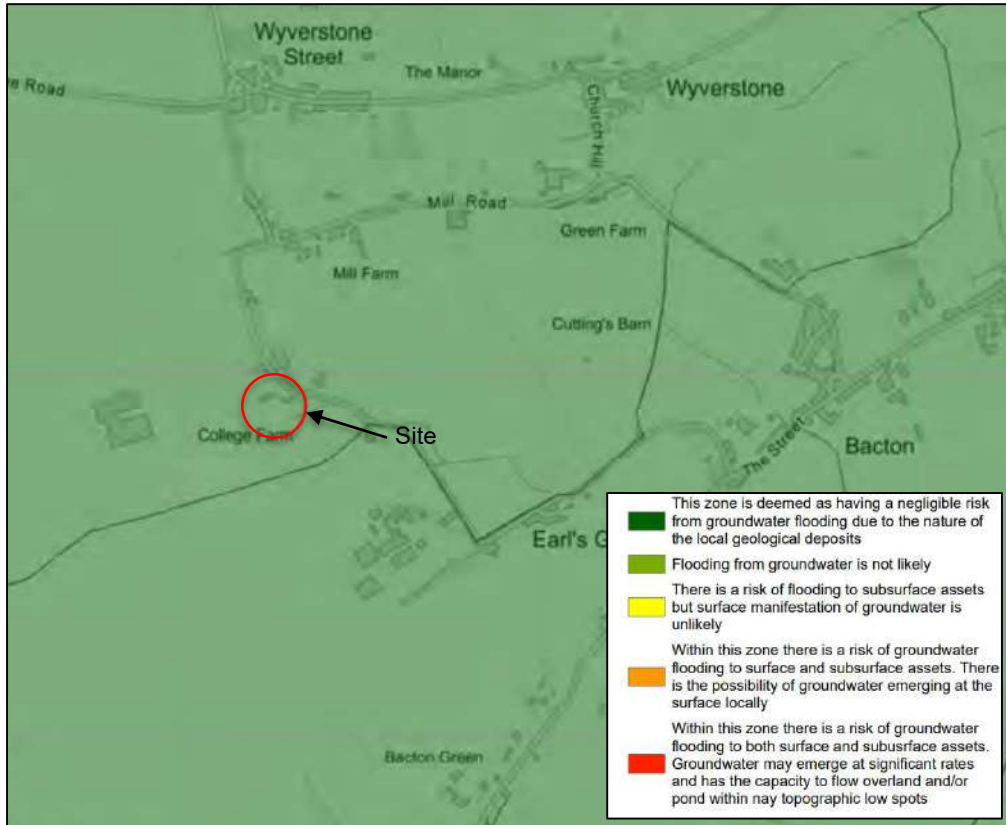 Wyverstone
Street
The Manor
ve Road
Wyverstone
Church Hill
Mill Road
Green Farm
Mill Farm
Cutting's Barn
College Farm
Site
The Street
Bacton
Earl's G
Bacton Green
This zone is deemed as having a negligible risk
from groundwater flooding due to the nature of
the local geological deposits
Flooding from groundwater is not likely
There is a risk of flooding to subsurface assets
but surface manifestation of groundwater is
unlikely
Within this zone there is a risk of groundwater
flooding to surface and subsurface assets. There
is the possibility of groundwater emerging at the
surface locally
Within this zone there is a risk of groundwater
flooding to both surface and subusrface assets.
Groundwater may emerge at significant rates
and has the capacity to flow overland and/or
pond within nay topographic low spots